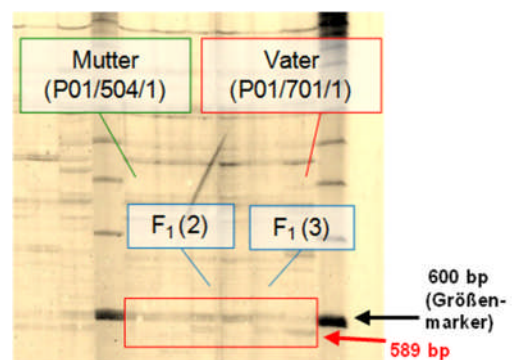 Mutter
(P01/504/1)
Vater
(P01/701/1)
F₁ (2)
F₁ (3)
600 bp
(Größen-
marker)
589 bp